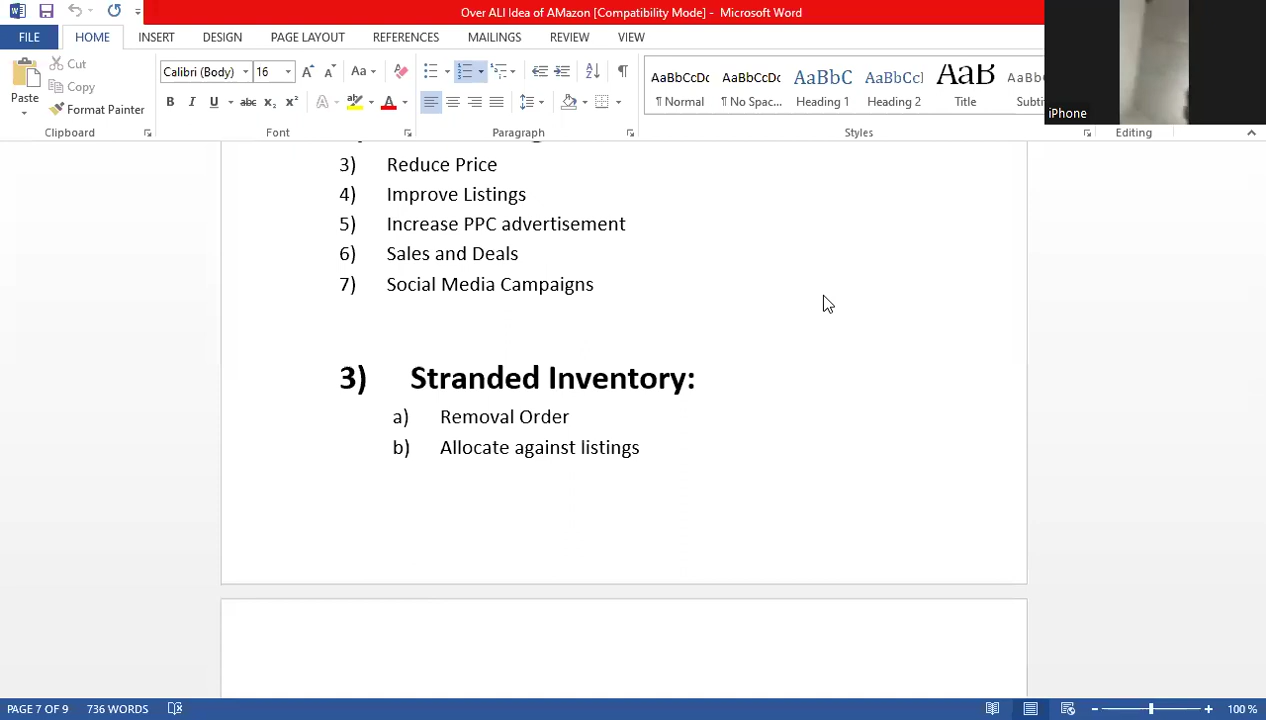 Over ALI Idea of AMazon [Compatibility Mode] - Microsoft Word
FILE HOME INSERT DESIGN PAGE LAYOUT REFERENCES MAILINGS REVIEW VIEW
Paste
Cut
Copy
Format Painter
Clipboard
Calibri (Body) 16
Font
Paragraph
AaBbCcDc AaBbCcDc AaBbC AaBbCcl AaB AaBbC
¶ Normal ¶ No Spac... Heading 1 Heading 2 Title
Styles
Editing
iPhone
3) Reduce Price
4) Improve Listings
5) Increase PPC advertisement
6) Sales and Deals
7) Social Media Campaigns
3) Stranded Inventory:
a) Removal Order
b) Allocate against listings
PAGE 7 OF 9 736 WORDS
100 %